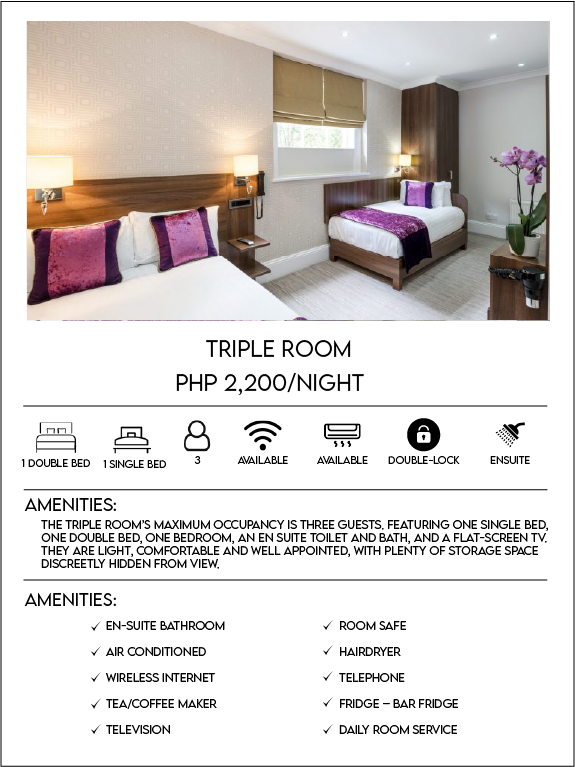 TRIPLE ROOM
PHP 2,200/NIGHT
1 DOUBLE BED
1 SINGLE BED
3
AVAILABLE
AVAILABLE
DOUBLE-LOCK
ENSUITE
AMENITIES:
THE TRIPLE ROOM'S MAXIMUM OCCUPANCY IS THREE GUESTS. FEATURING ONE SINGLE BED,
ONE DOUBLE BED, ONE BEDROOM, AN EN SUITE TOILET AND BATH, AND A FLAT-SCREEN TV.
THEY ARE LIGHT, COMFORTABLE AND WELL APPOINTED, WITH PLENTY OF STORAGE SPACE
DISCREETLY HIDDEN FROM VIEW.
AMENITIES:
✓ EN-SUITE BATHROOM
✓ AIR CONDITIONED
✓ WIRELESS INTERNET
✓ TEA/COFFEE MAKER
✓ TELEVISION
✓ ROOM SAFE
✓ HAIRDRYER
✓ TELEPHONE
✓ FRIDGE – BAR FRIDGE
✓ DAILY ROOM SERVICE